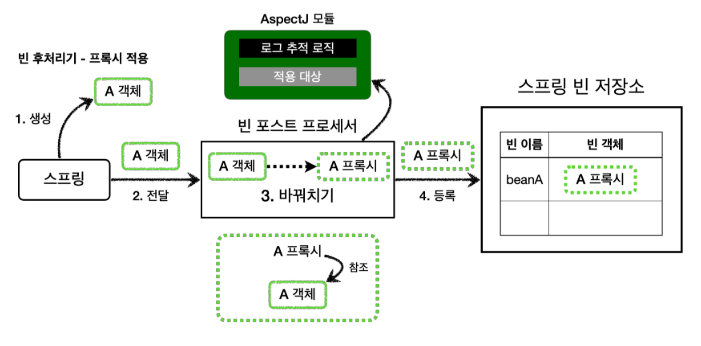 AspectJ 모듈
로그 추적 로직
적용 대상
빈 후처리기 - 프록시 적용
A 객체
1. 생성
스프링
A 객체
2. 전달
빈 포스트 프로세서
A 객체
A 프록시
3. 바꿔치기
A 프록시
4. 등록
스프링 빈 저장소
빈 이름
빈 객체
beanA
A 프록시
A 프록시
참조
A 객체